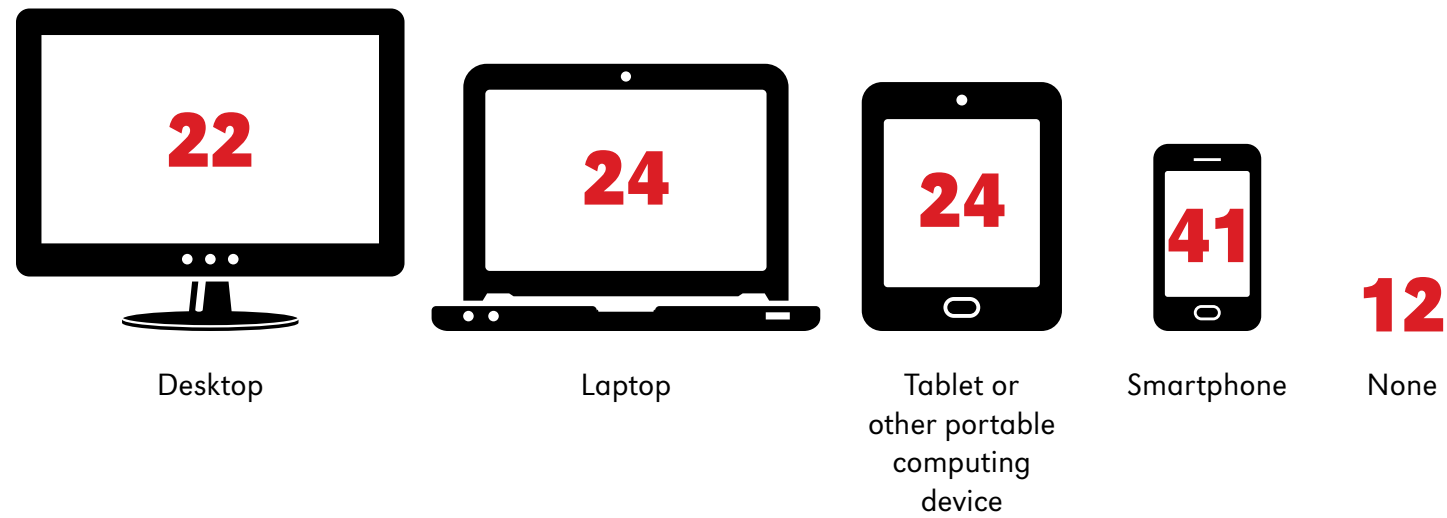 22
24
24
41
12
Desktop
Laptop
Tablet or
other portable
computing
device
Smartphone
None